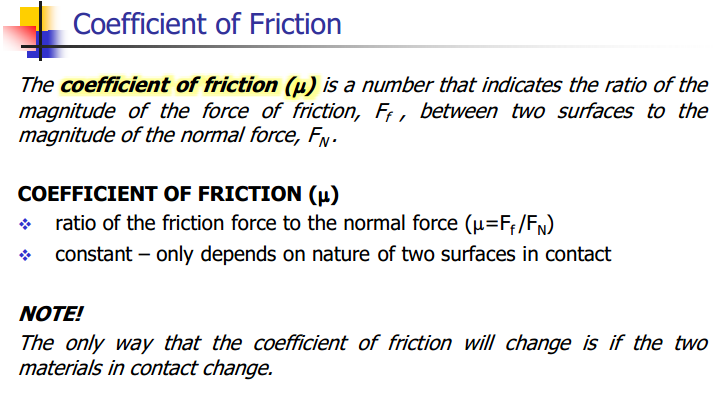 Coefficient of Friction
The coefficient of friction (μ) is a number that indicates the ratio of the
magnitude of the force of friction, Ff , between two surfaces to the
magnitude of the normal force, FN.
COEFFICIENT OF FRICTION (μ)
❖ ratio of the friction force to the normal force (μ=Ff/FN)
❖ constant – only depends on nature of two surfaces in contact
NOTE!
The only way that the coefficient of friction will change is if the two
materials in contact change.